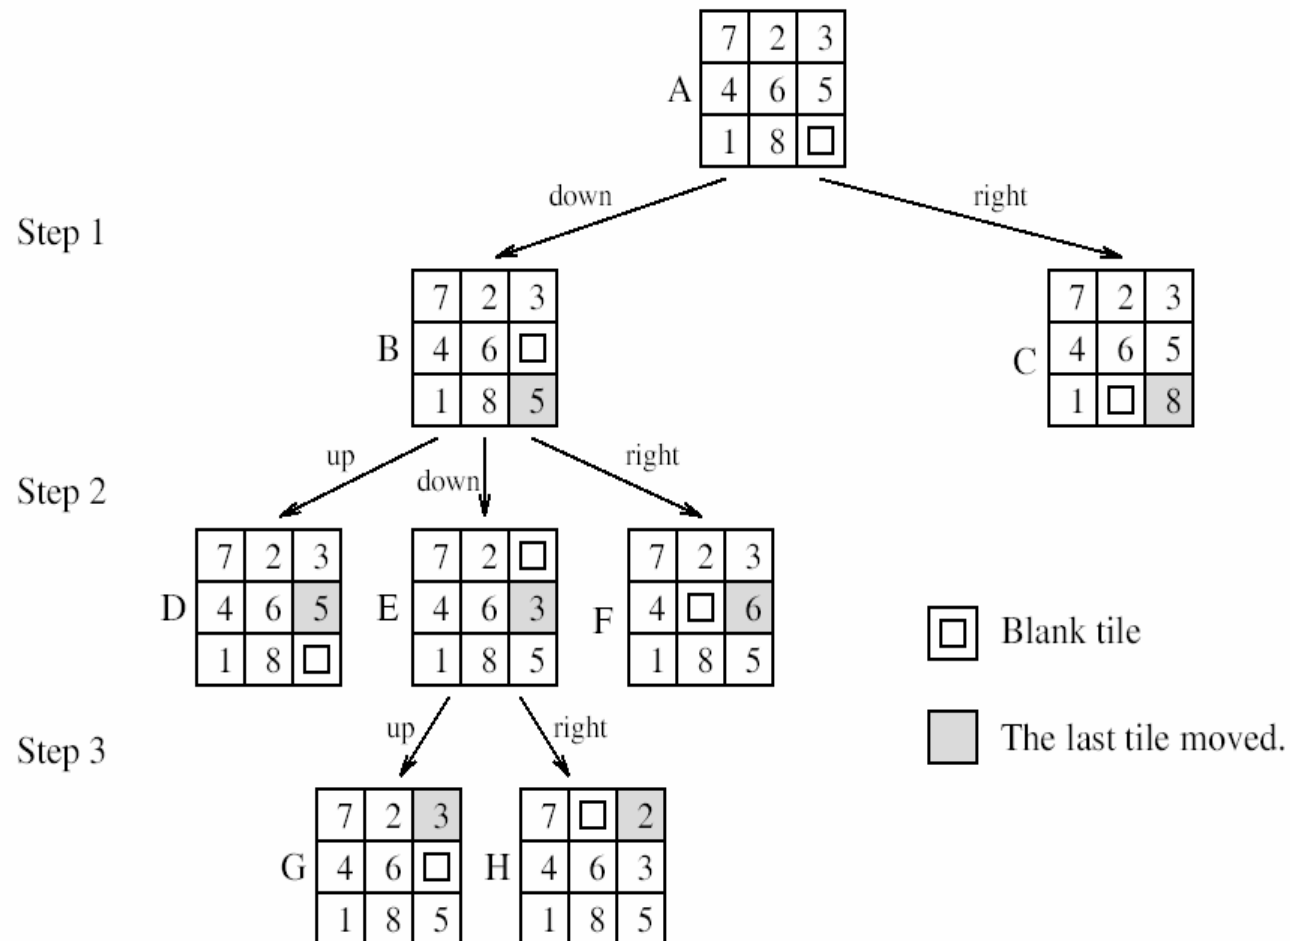 7 2 3
A 4 6 5
1 8
down right
Step 1
7 2 3 7 2 3
B 4 6 C 4 6 5
1 8 5 1 8
up down right
Step 2
7 2 3 7 2 7 2 3
D 4 6 5 E 4 6 3 F 4 6
1 8 1 8 5 1 8 5
Blank tile
up right
Step 3
The last tile moved.
7 2 3 7 2
G 4 6 H 4 6 3
1 8 5 1 8 5